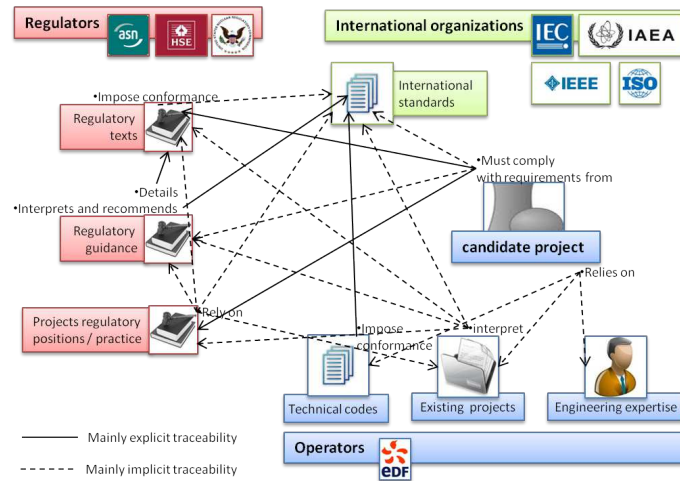 Regulators
asn
HSE
International organizations
IEC
IAEA
IEEE
ISO
•Impose conformance
International
standards
Regulatory
texts
•Must comply
with requirements from
•Details
•Interprets and recommends
Regulatory
guidance
candidate project
•Relies on
Projects regulatory
positions / practice
•Rely on
•Impose
conformance
•interpret
Technical codes
Existing projects
Engineering expertise
Mainly explicit traceability
Mainly implicit traceability
Operators
eDF